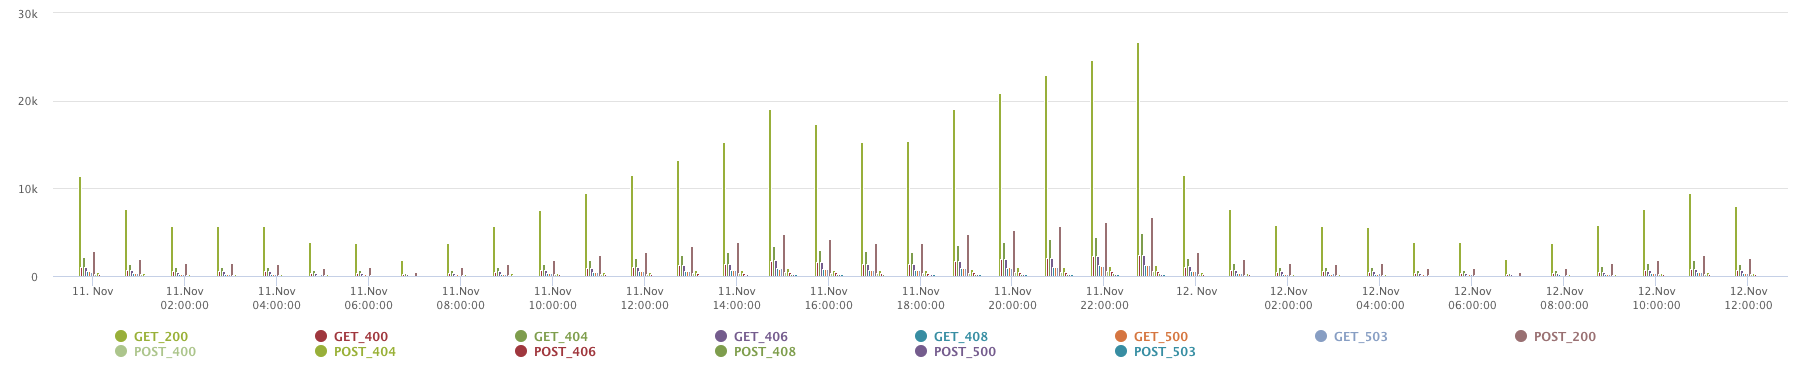 30k
20k
10k
0
11. Nov 11.Nov 11.Nov 11.Nov 11.Nov 11.Nov 11.Nov 11.Nov 11.Nov 11.Nov 11.Nov 11.Nov 12. Nov 12.Nov 12.Nov 12.Nov 12.Nov 12.Nov 12.Nov
02:00:00 04:00:00 06:00:00 08:00:00 10:00:00 12:00:00 14:00:00 16:00:00 18:00:00 20:00:00 22:00:00 02:00:00 04:00:00 06:00:00 08:00:00 10:00:00 12:00:00
GET_200 GET_400 GET_404 GET_406 GET_408 GET_500 GET_503 POST_200
POST_400 POST_404 POST_406 POST_408 POST_500 POST_503